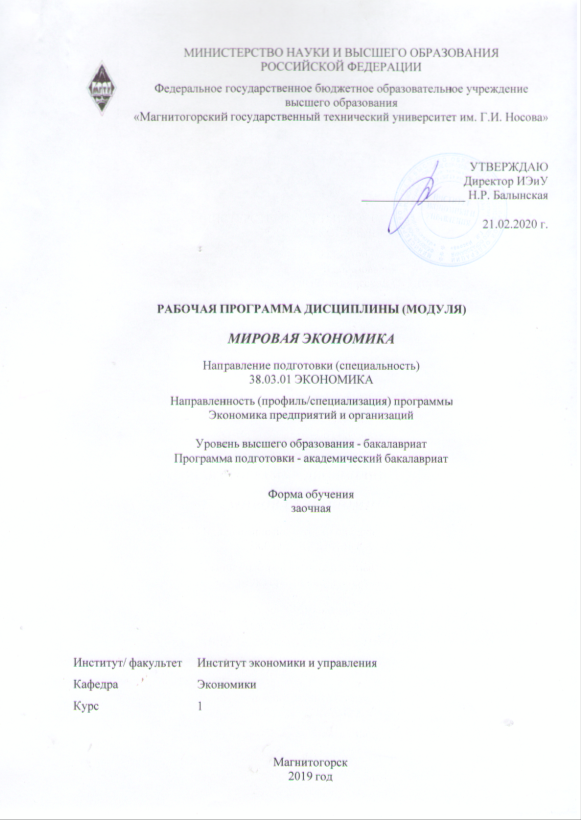 МИНИСТЕРСТВО НАУКИ И ВЫСШЕГО ОБРАЗОВАНИЯ
РОССИЙСКОЙ ФЕДЕРАЦИИ
Федеральное государственное бюджетное образовательное учреждение
высшего образования
«Магнитогорский государственный технический университет им. Г.И. Носова»
УТВЕРЖДАЮ
Директор ИЭиУ
Н.Р. Балынская
21.02.2020 г.
РАБОЧАЯ ПРОГРАММА ДИСЦИПЛИНЫ (МОДУЛЯ)
МИРОВАЯ ЭКОНОМИКА
Направление подготовки (специальность)
38.03.01 ЭКОНОМИКА
Направленность (профиль/специализация) программы
Экономика предприятий и организаций
Уровень высшего образования - бакалавриат
Программа подготовки - академический бакалавриат
Форма обучения
заочная
Институт/ факультет Институт экономики и управления
Кафедра Экономики
Курс 1
Магнитогорск
2019 год